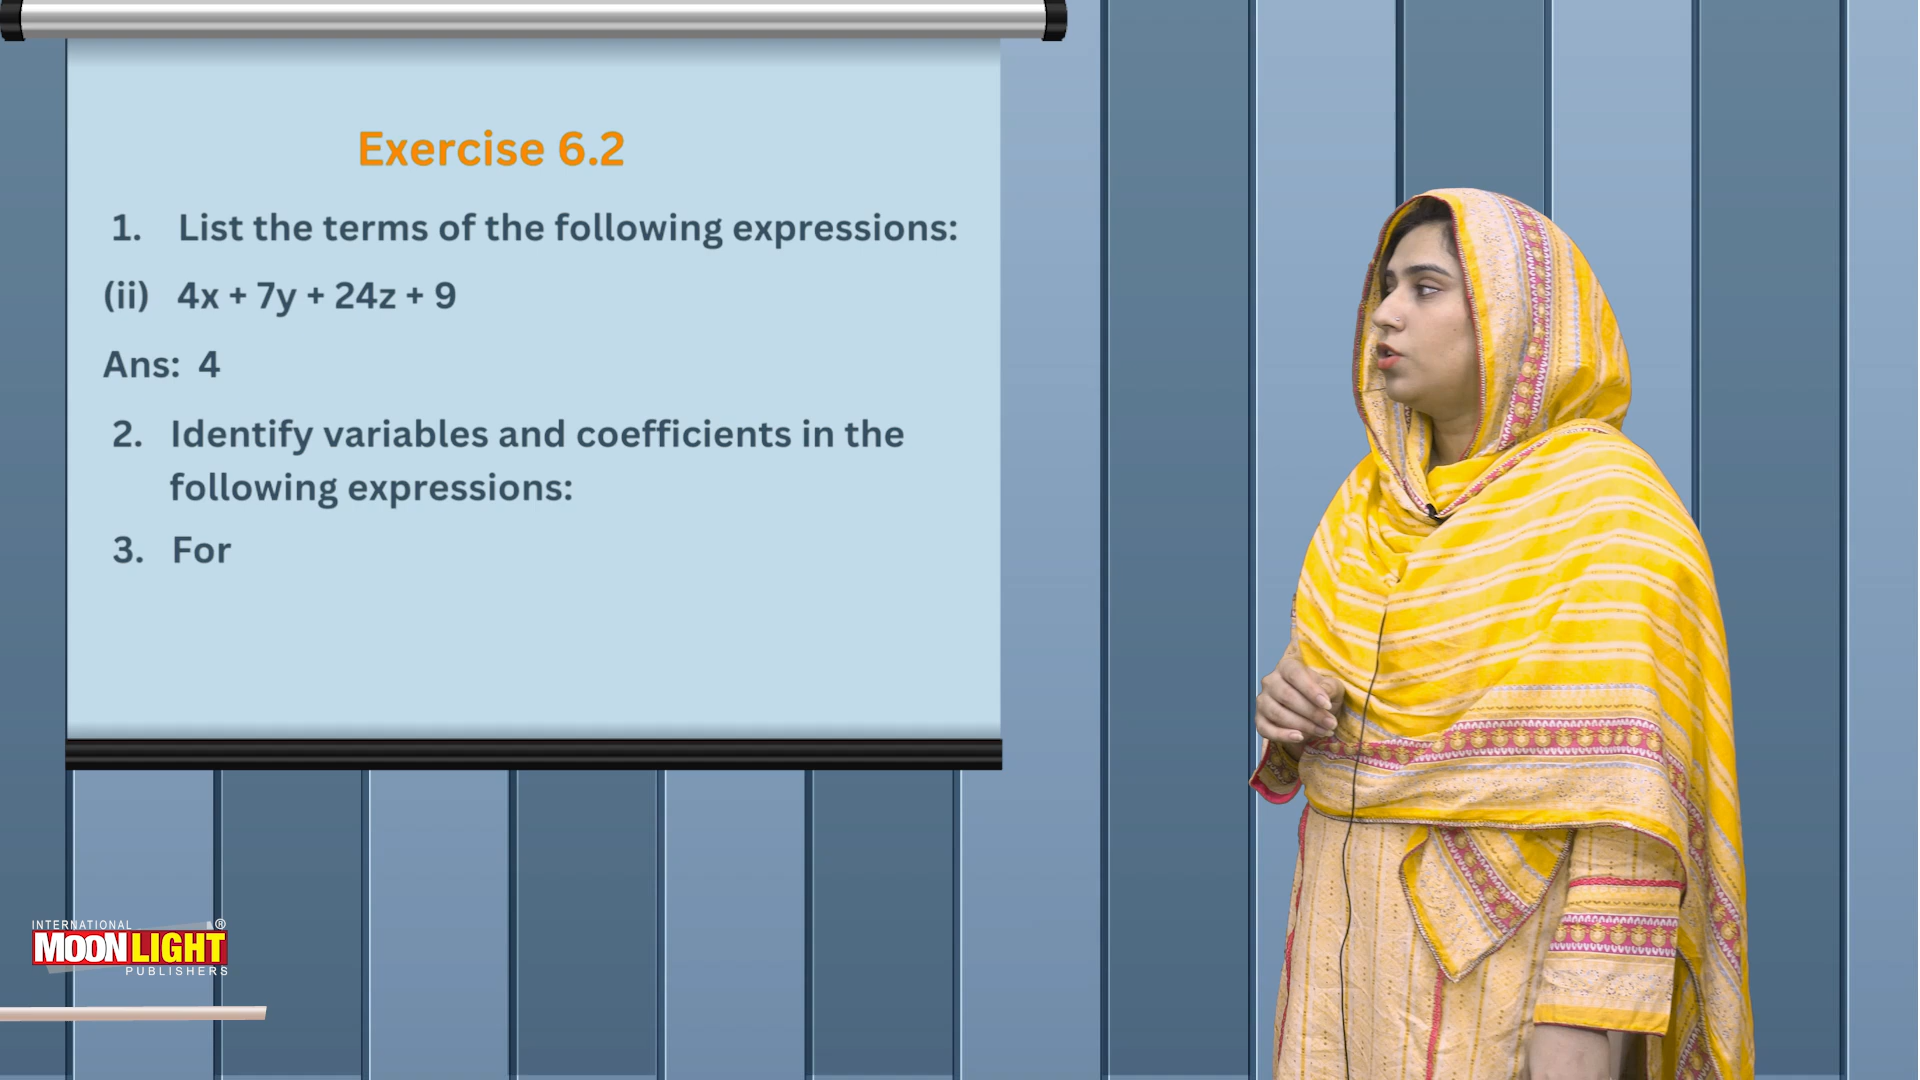 Exercise 6.2
1. List the terms of the following expressions:
(ii) 4x + 7y + 24z + 9
Ans: 4
2. Identify variables and coefficients in the
following expressions:
3. For
INTERNATIONAL ®
MOONLIGHT
PUBLISHERS